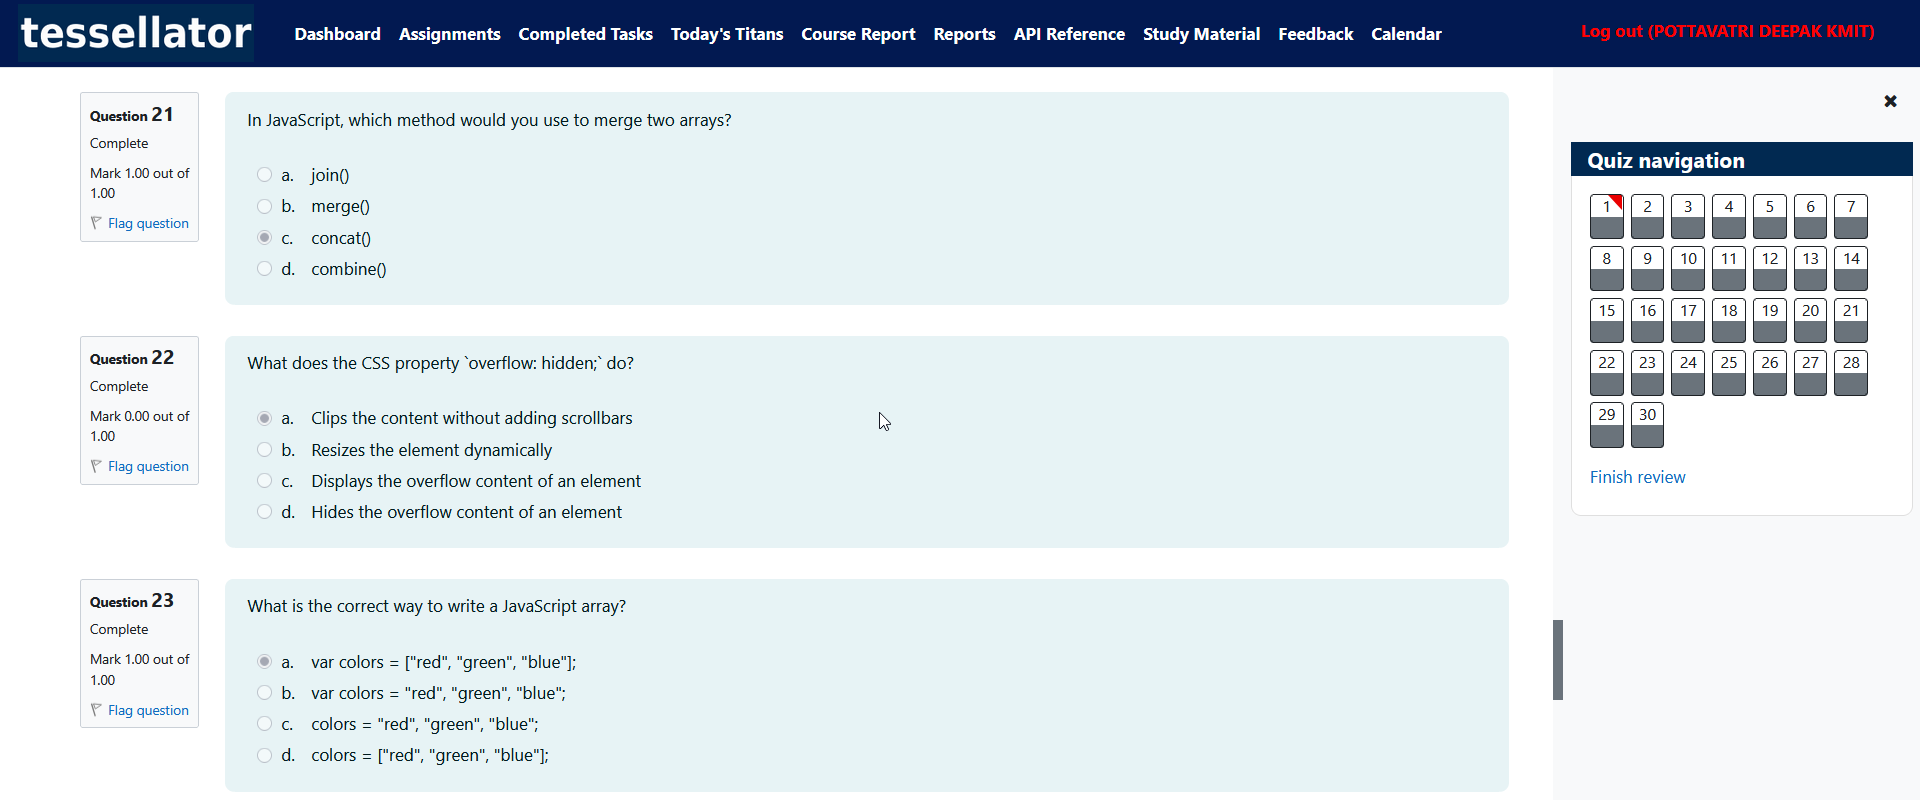 tessellator
Dashboard Assignments Completed Tasks Today's Titans Course Report Reports API Reference Study Material Feedback Calendar
Log out (POTTAVATRI DEEPAK KMIT)
Question 21
Complete
Mark 1.00 out of
1.00
Flag question
In JavaScript, which method would you use to merge two arrays?
a. join()
b. merge()
c. concat()
d. combine()
Question 22
Complete
Mark 0.00 out of
1.00
Flag question
What does the CSS property `overflow: hidden;` do?
a. Clips the content without adding scrollbars
b. Resizes the element dynamically
c. Displays the overflow content of an element
d. Hides the overflow content of an element
Question 23
Complete
Mark 1.00 out of
1.00
Flag question
What is the correct way to write a JavaScript array?
a. var colors = ["red", "green", "blue"];
b. var colors = "red", "green", "blue";
c. colors = "red", "green", "blue";
d. colors = ["red", "green", "blue"];
Quiz navigation
1 2 3 4 5 6 7
8 9 10 11 12 13 14
15 16 17 18 19 20 21
22 23 24 25 26 27 28
29 30
Finish review